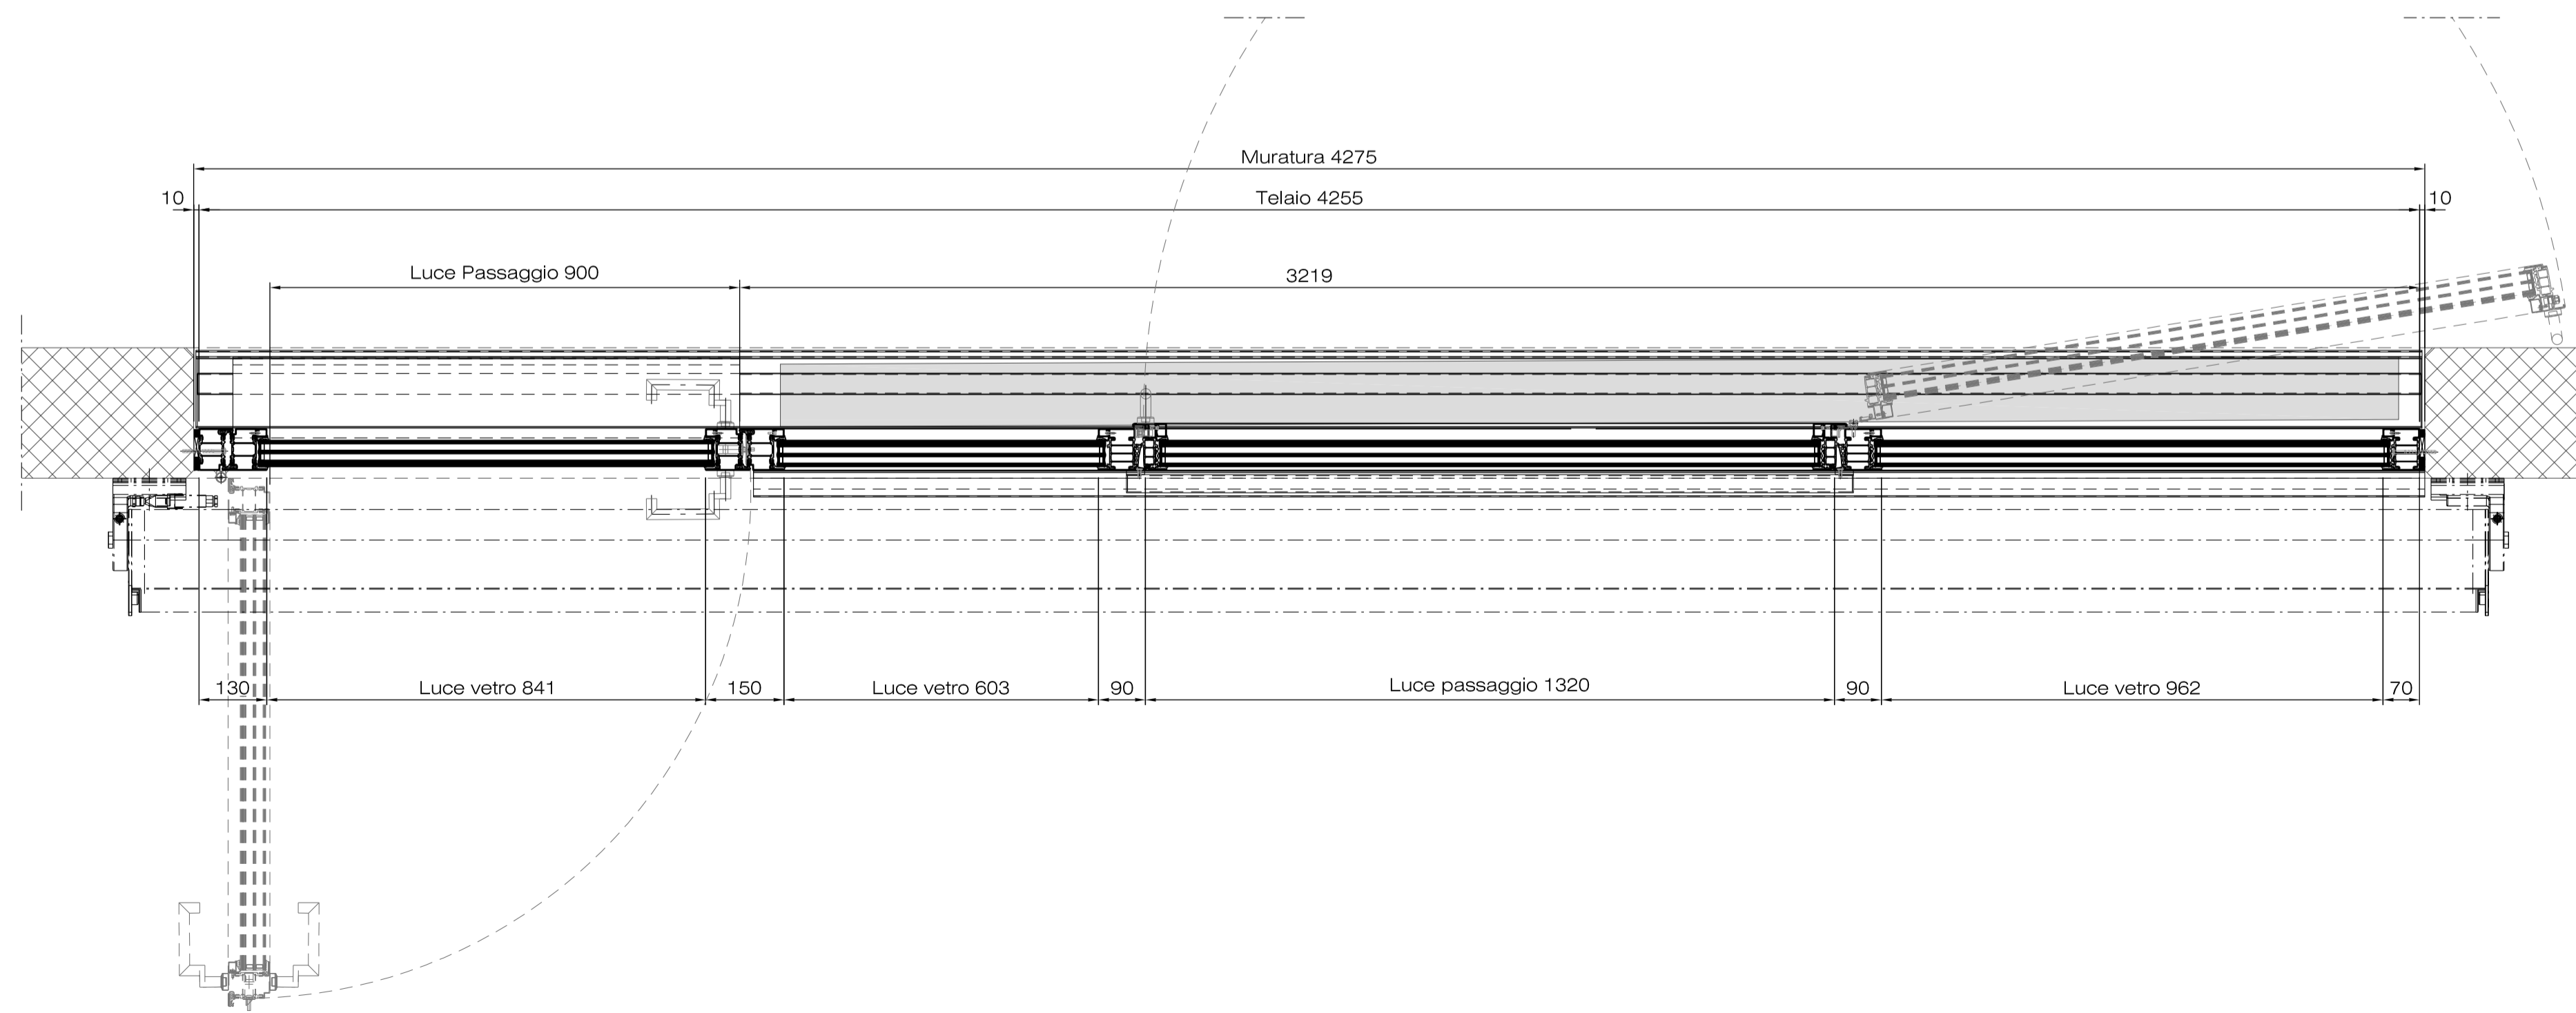 Muratura 4275
10
Telaio 4255
10
Luce Passaggio 900
3219
130
Luce vetro 841
150
Luce vetro 603
90
Luce passaggio 1320
90
Luce vetro 962
70